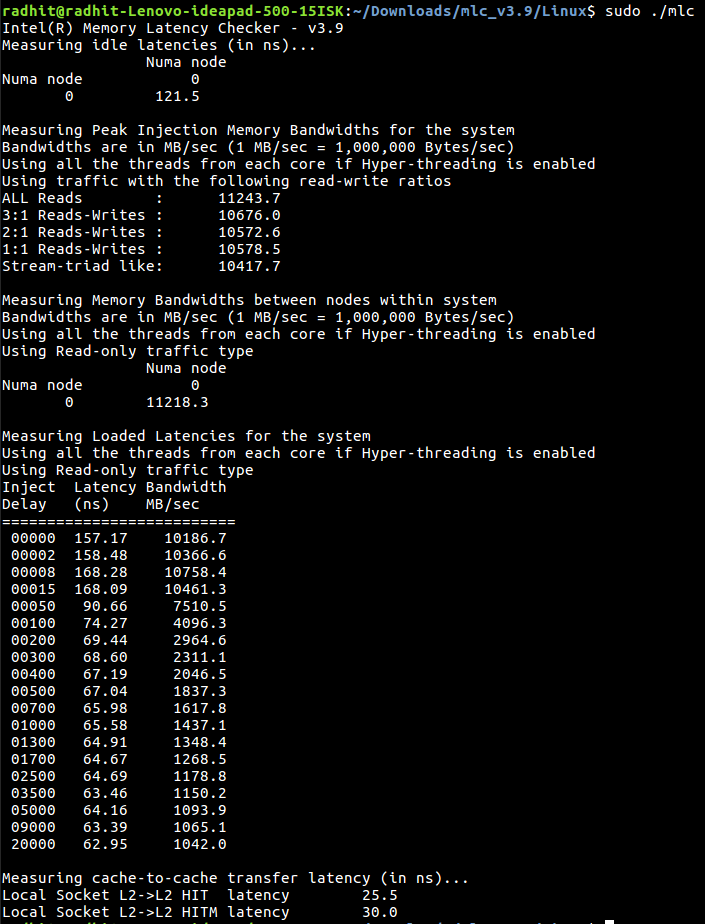 radhit@radhit-Lenovo-ideapad-500-15ISK:~/Downloads/mlc_v3.9/Linux$ sudo ./mlc
Intel(R) Memory Latency Checker - v3.9
Measuring idle latencies (in ns)...
                Numa node
Numa node            0
       0         121.5

Measuring Peak Injection Memory Bandwidths for the system
Bandwidths are in MB/sec (1 MB/sec = 1,000,000 Bytes/sec)
Using all the threads from each core if Hyper-threading is enabled
Using traffic with the following read-write ratios
ALL Reads        :      11243.7
3:1 Reads-Writes :      10676.0
2:1 Reads-Writes :      10572.6
1:1 Reads-Writes :      10578.5
Stream-triad like:      10417.7

Measuring Memory Bandwidths between nodes within system
Bandwidths are in MB/sec (1 MB/sec = 1,000,000 Bytes/sec)
Using all the threads from each core if Hyper-threading is enabled
Using Read-only traffic type
                Numa node
Numa node            0
       0        11218.3

Measuring Loaded Latencies for the system
Using all the threads from each core if Hyper-threading is enabled
Using Read-only traffic type
Inject  Latency Bandwidth
Delay   (ns)    MB/sec
==========================
 00000  157.17    10186.7
 00002  158.48    10366.6
 00008  168.28    10758.4
 00015  168.09    10461.3
 00050   90.66     7510.5
 00100   74.27     4096.3
 00200   69.44     2964.6
 00300   68.60     2311.1
 00400   67.19     2046.5
 00500   67.04     1837.3
 00700   65.98     1617.8
 01000   65.58     1437.1
 01300   64.91     1348.4
 01700   64.67     1268.5
 02500   64.69     1178.8
 03500   63.46     1150.2
 05000   64.16     1093.9
 09000   63.39     1065.1
 20000   62.95     1042.0

Measuring cache-to-cache transfer latency (in ns)...
Local Socket L2->L2 HIT  latency        25.5
Local Socket L2->L2 HITM latency        30.0